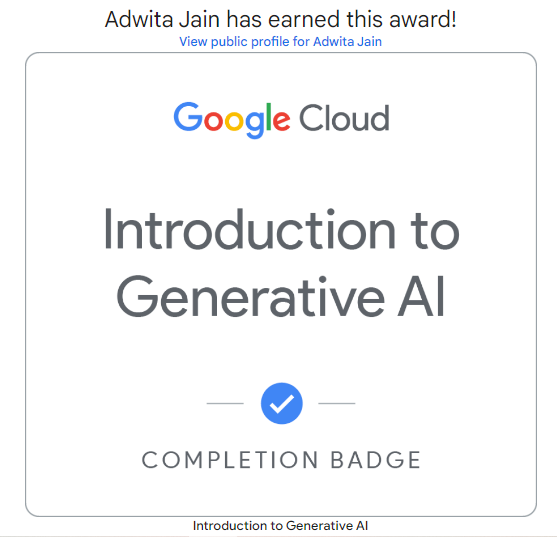 Adwita Jain has earned this award!
View public profile for Adwita Jain
Google Cloud
Introduction to
Generative AI
COMPLETION BADGE
Introduction to Generative AI